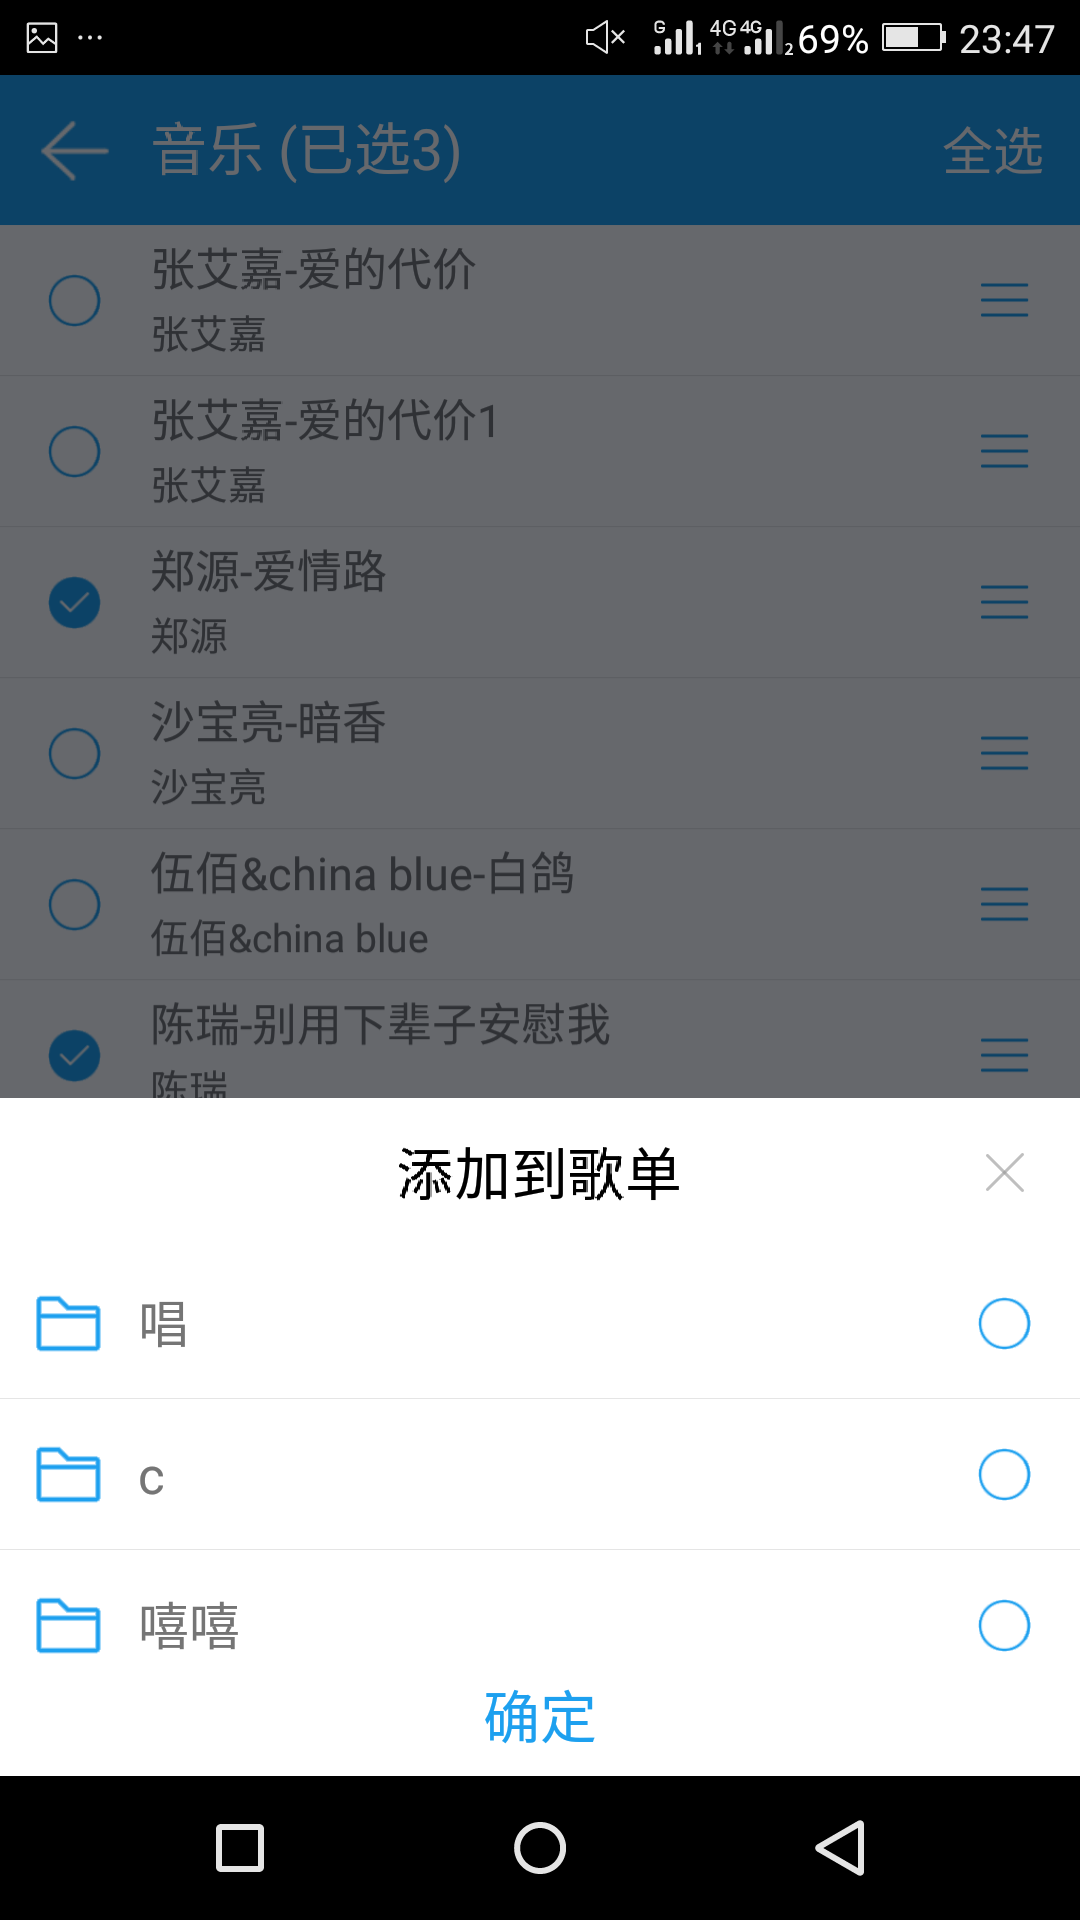 G 1 4G 4G 2 69% 23:47
音乐 (已选3) 全选
张艾嘉-爱的代价
张艾嘉
张艾嘉-爱的代价1
张艾嘉
郑源-爱情路
郑源
沙宝亮-暗香
沙宝亮
伍佰&china blue-白鸽
伍佰&china blue
陈瑞-别用下辈子安慰我
陈瑞
添加到歌单
唱
c
嘻嘻
确定